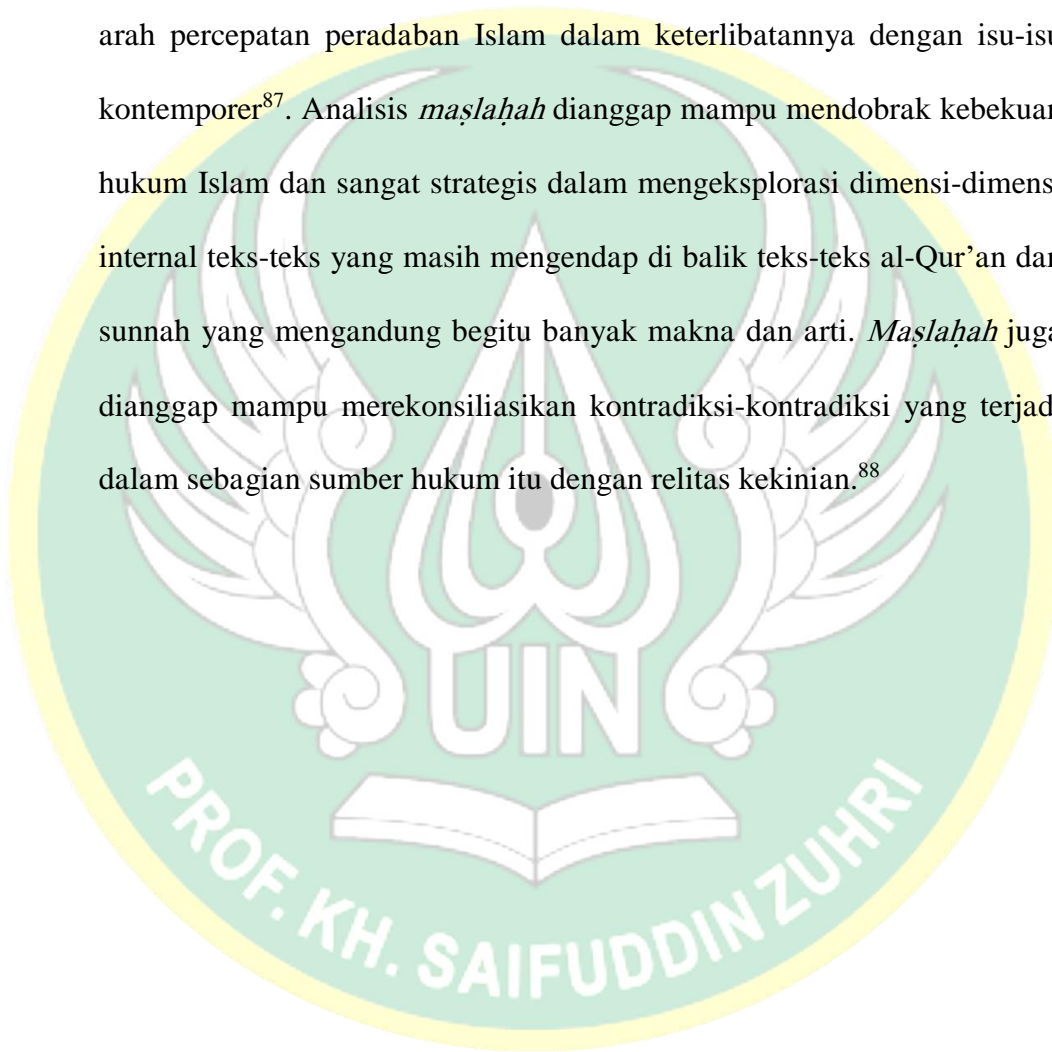 arah percepatan peradaban Islam dalam keterlibatannya dengan isu-isu
kontemporer87. Analisis maṣlaḥah dianggap mampu mendobrak kebekuan
hukum Islam dan sangat strategis dalam mengeksplorasi dimensi-dimensi
internal teks-teks yang masih mengendap di balik teks-teks al-Qur’an dan
sunnah yang mengandung begitu banyak makna dan arti. Maṣlaḥah juga
dianggap mampu merekonsiliasikan kontradiksi-kontradiksi yang terjadi
dalam sebagian sumber hukum itu dengan relitas kekinian.88
UIN
PROF. KH. SAIFUDDIN ZUHRI